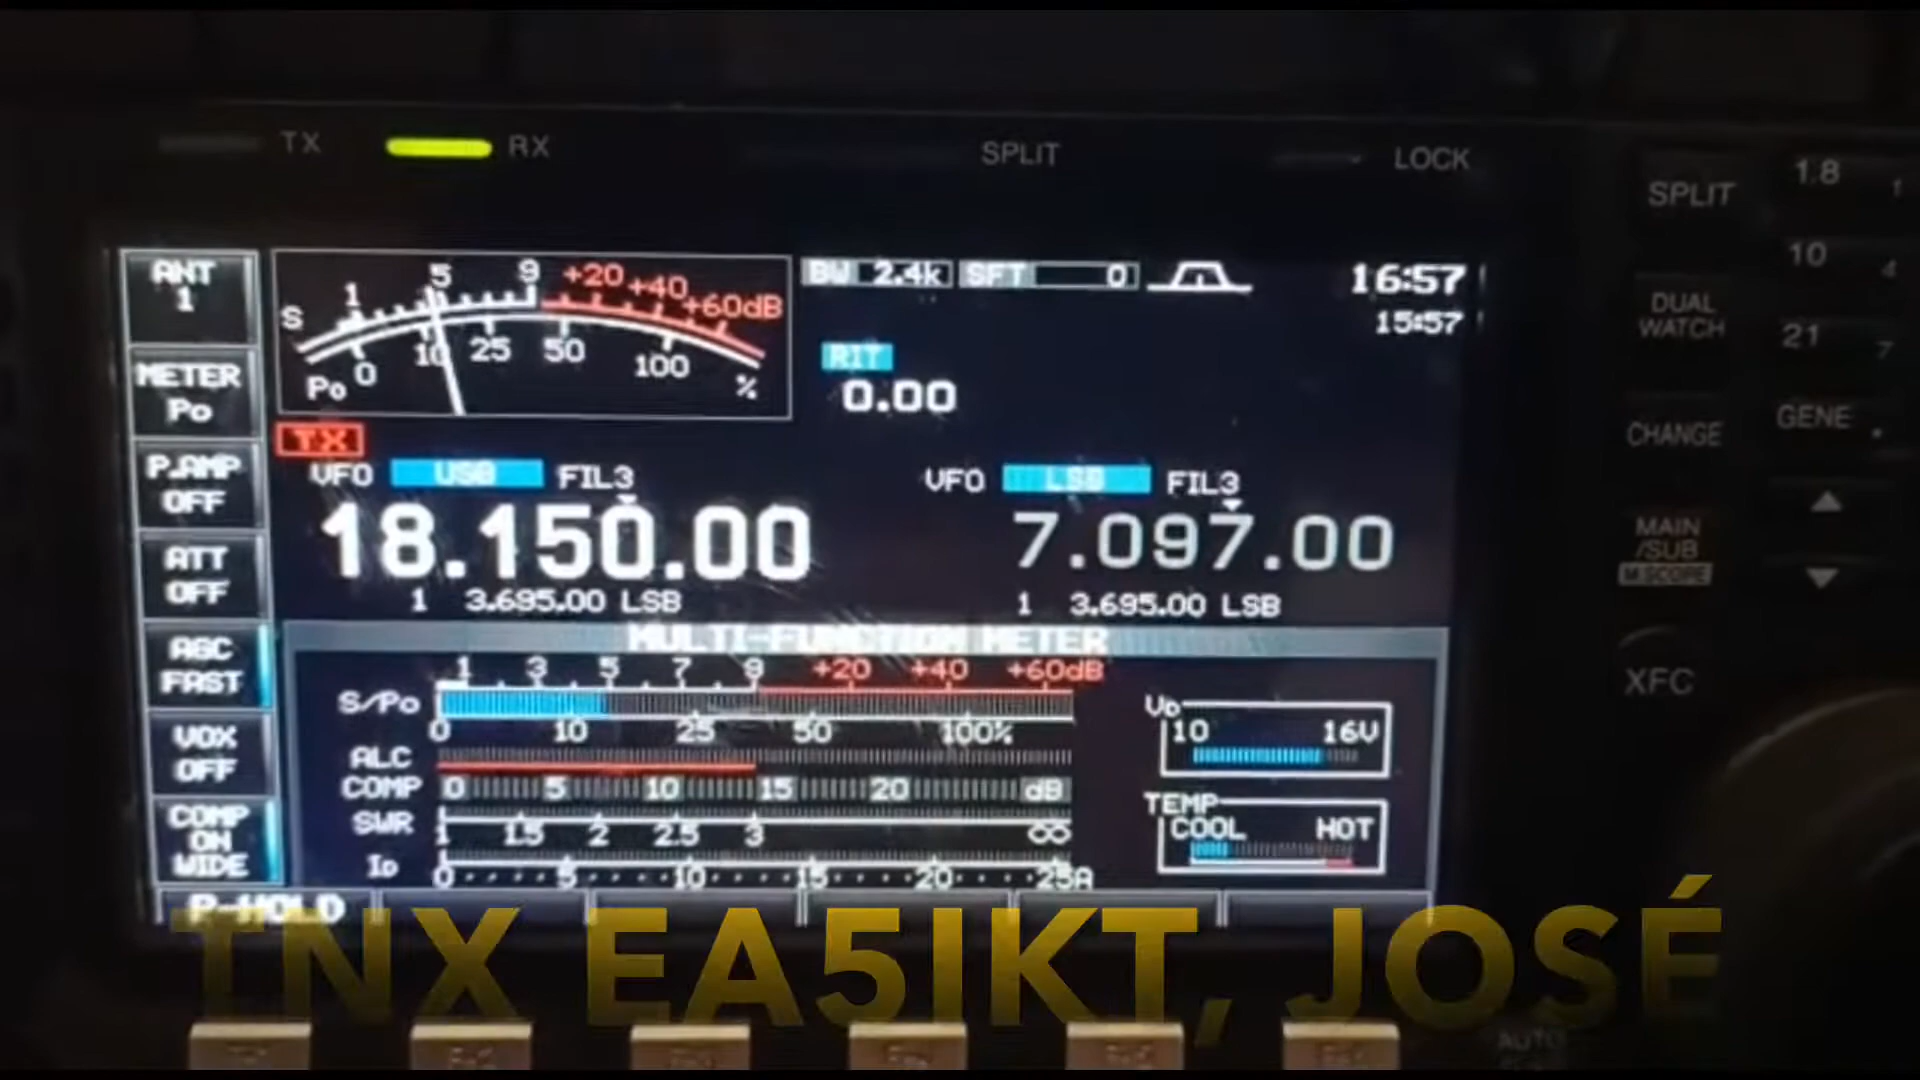 TX RX SPLIT LOCK
SPLIT 1.8 1
10 4
DUAL WATCH 21 7
CHANGE GENE .
MAIN /SUB
M.SCOPE
XFC
ANT 1
METER Po
P.AMP OFF
ATT OFF
AGC FAST
VOX OFF
COMP ON WIDE
S 1 5 9 +20 +40 +60dB
Po 0 10 25 50 100 %
BW 2.4k SFT 0 16:57
15:57
RIT
0.00
TX
VFO USB FIL3 VFO LSB FIL3
18.150.00 7.097.00
1 3.695.00 LSB 1 3.695.00 LSB
MULTI-FUNCTION METER
1 3 5 7 9 +20 +40 +60dB
S/Po
0 10 25 50 100%
ALC
COMP 0 5 10 15 20 dB
SWR 1 1.5 2 2.5 3 ∞
ID 0 5 10 15 20 25A
VD
10 16V
TEMP
COOL HOT
P-HOLD
TNX EA5IKT, JOSÉ
AUTO